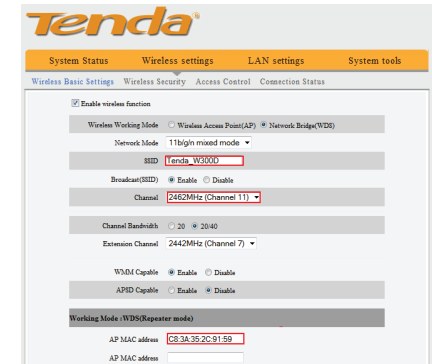 Tenda®
System Status Wireless settings LAN settings System tools
Wireless Basic Settings Wireless Security Access Control Connection Status
Enable wireless function
Wireless Working Mode Wireless Access Point(AP) Network Bridge(WDS)
Network Mode 11b/g/n mixed mode
SSID Tenda_W300D
Broadcast(SSID) Enable Disable
Channel 2462MHz (Channel 11)
Channel Bandwidth 20 20/40
Extension Channel 2442MHz (Channel 7)
WMM Capable Enable Disable
APSD Capable Enable Disable
Working Mode :WDS(Repeater mode)
AP MAC address C8:3A:35:2C:91:59
AP MAC address